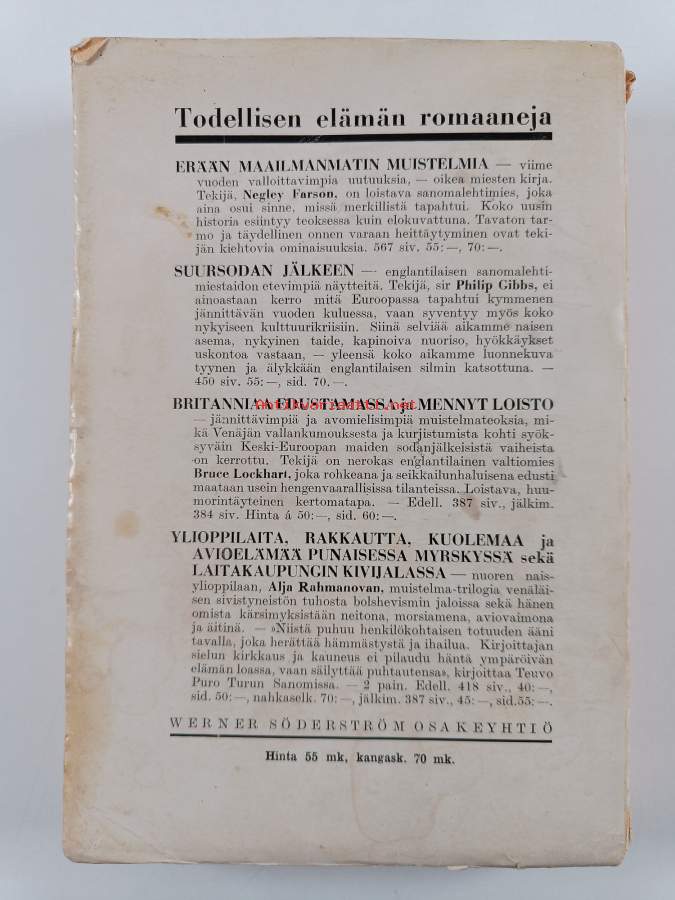 Todellisen elämän romaaneja
ERÄÄN MAAILMANMATIN MUISTELMIA — viime
vuoden valloittavimpia uutuuksia, — oikea miesten kirja.
Tekijä, Negley Farson, on loistava sanomalehtimies, joka
aina osui sinne, missä merkillistä tapahtui. Koko uusin
historia esiintyy teoksessa kuin elokuvattuna. Tavaton tar-
mo ja täydellinen onnen varaan heittäytyminen ovat teki-
jän kiehtovia ominaisuuksia. 567 siv. 55:—, 70:—.
SUURSODAN JÄLKEEN — englantilaisen sanomalehti-
miestaidon etevimpiä näytteitä. Tekijä, sir Philip Gibbs, ei
ainoastaan kerro mitä Euroopassa tapahtui kymmenen
jännittävän vuoden kuluessa, vaan syventyy myös koko
nykyiseen kulttuurikriisiin. Siinä selviää aikamme naisen
asema, nykyinen taide, kapinoiva nuoriso, hyökkäykset
uskontoa vastaan, — yleensä koko aikamme luonnekuva
tyynen ja älykkään englantilaisen silmin katsottuna. —
450 siv. 55:—, sid. 70.—.
BRITANNIAA EDUSTAMASSA ja MENNYT LOISTO
Antikvariaatti.net
— jännittävimpiä ja avomielisimpiä muistelmateoksia, mi-
kä Venäjän vallankumouksesta ja kurjistumista kohti syök-
syväin Keski-Euroopan maiden sodanjälkeisistä vaiheista
on kerrottu. Tekijä on nerokas englantilainen valtiomies
Bruce Lockhart, joka rohkeana ja seikkailunhaluisena edusti
maataan usein hengenvaarallisissa tilanteissa. Loistava, huu-
morintäyteinen kertomatapa. — Edell. 387 siv., jälkim.
384 siv. Hinta á 50:—, sid. 60:—.
YLIOPPILAITA, RAKKAUTTA, KUOLEMAA ja
AVIOELÄMÄÄ PUNAISESSA MYRSKYSSÄ sekä
LAITAKAUPUNGIN KIVIJALASSA — nuoren nais-
ylioppilaan, Alja Rahmanovan, muistelma-trilogia venäläi-
sen sivistyneistön tuhosta bolshevismin jaloissa sekä hänen
omista kärsimyksistään neitona, morsiamena, aviovaimona
ja äitinä. — »Niistä puhuu henkilökohtaisen totuuden ääni
tavalla, joka herättää hämmästystä ja ihailua. Kirjoittajan
sielun kirkkaus ja kauneus ei pilaudu häntä ympäröivän
elämän loassa, vaan säilyttää puhtautensa», kirjoittaa Teuvo
Puro Turun Sanomissa. — 2 pain. Edell. 418 siv., 40:—,
sid. 50:—, nahkaselk. 70:—, jälkim. 387 siv., 45:—, sid.55:—.
WERNER SÖDERSTRÖM OSAKEYHTIÖ
Hinta 55 mk, kangask. 70 mk.